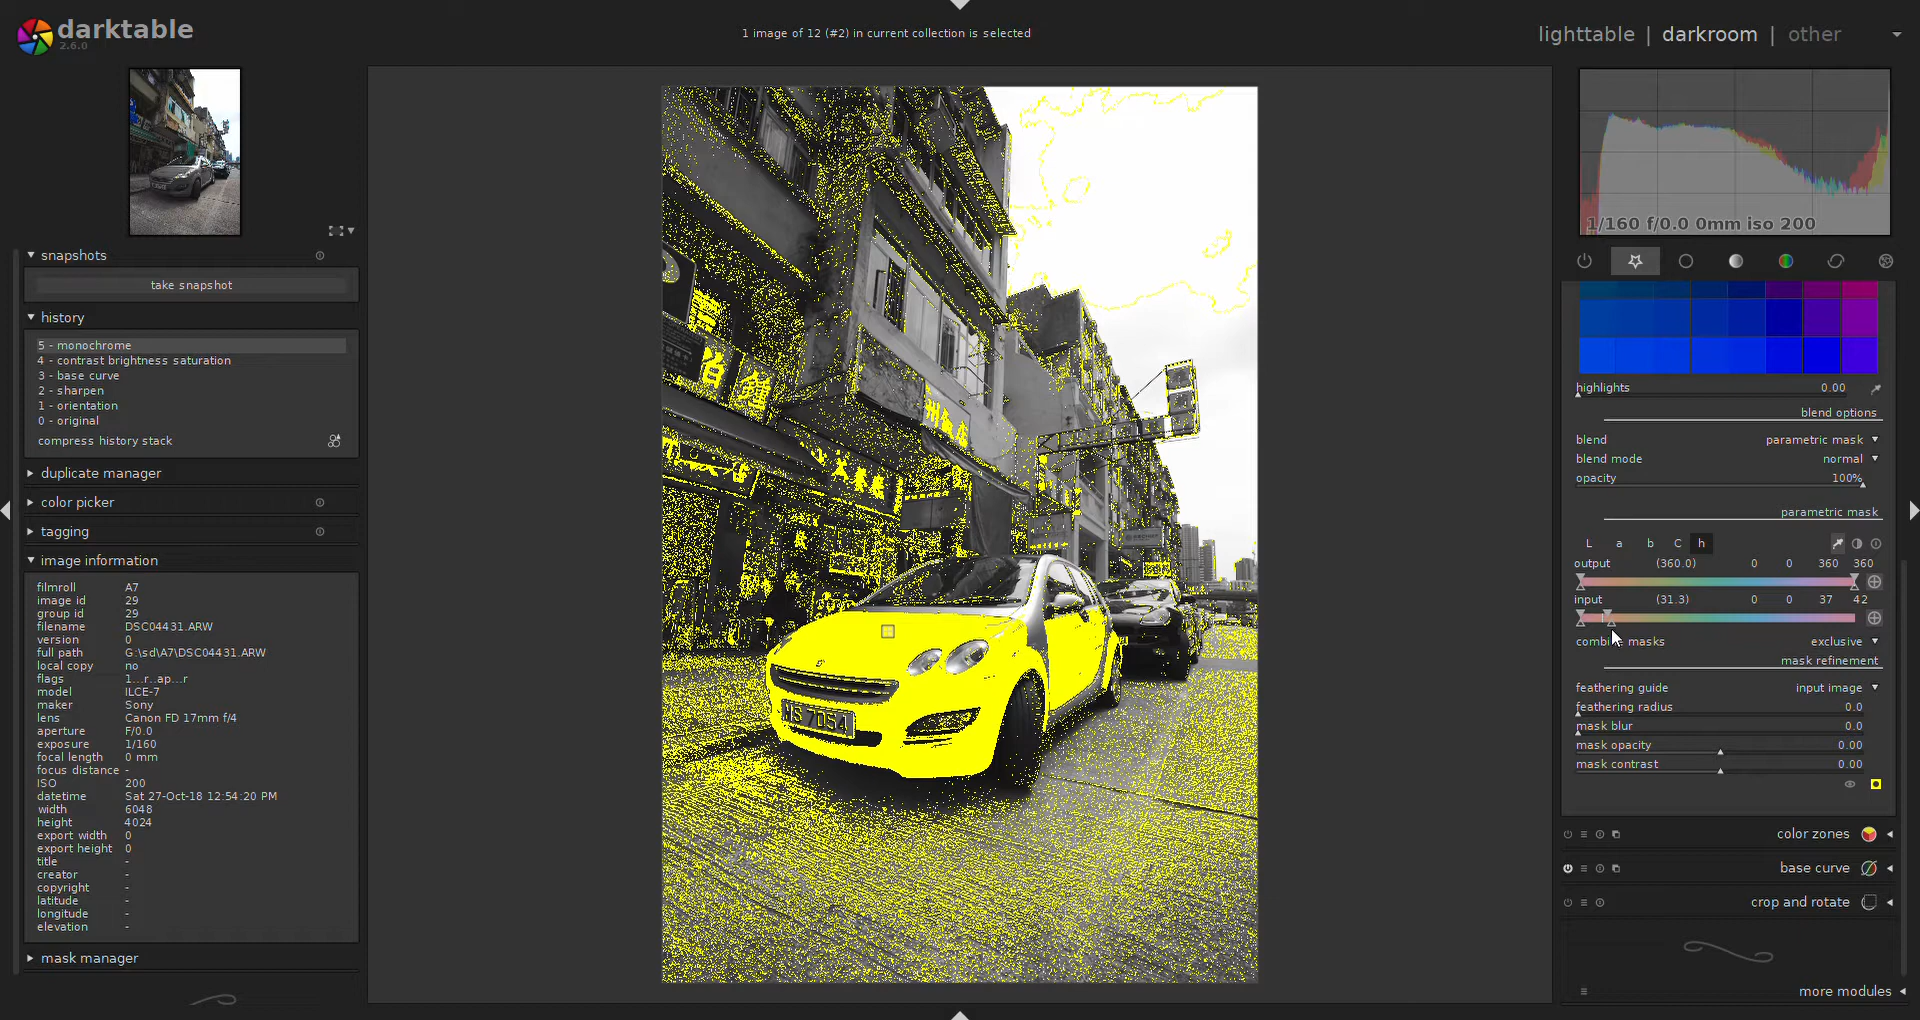 darktable
2.6.0
1 image of 12 (#2) in current collection is selected
lighttable | darkroom | other
snapshots
take snapshot
history
5 - monochrome
4 - contrast brightness saturation
3 - base curve
2 - sharpen
1 - orientation
0 - original
compress history stack
duplicate manager
color picker
tagging
image information
filmroll A7
image id 29
group id 29
filename DSC04431.ARW
version 0
full path G:\sd\A7\DSC04431.ARW
local copy no
flags 1...r..ap...r
model ILCE-7
maker Sony
lens Canon FD 17mm f/4
aperture F/0.0
exposure 1/160
focal length 0 mm
focus distance -
ISO 200
datetime Sat 27-Oct-18 12:54:20 PM
width 6048
height 4024
export width 0
export height 0
title -
creator -
copyright -
latitude -
longitude -
elevation -
mask manager
HS 7054
1/160 f/0.0 0mm iso 200
highlights 0.00
blend options
blend parametric mask
blend mode normal
opacity 100%
parametric mask
L a b C h
output (360.0) 0 0 360 360
input (31.3) 0 0 37 42
masks exclusive
mask refinement
feathering guide input image
feathering radius 0.0
mask blur 0.0
mask opacity 0.00
mask contrast 0.00
color zones
base curve
crop and rotate
more modules